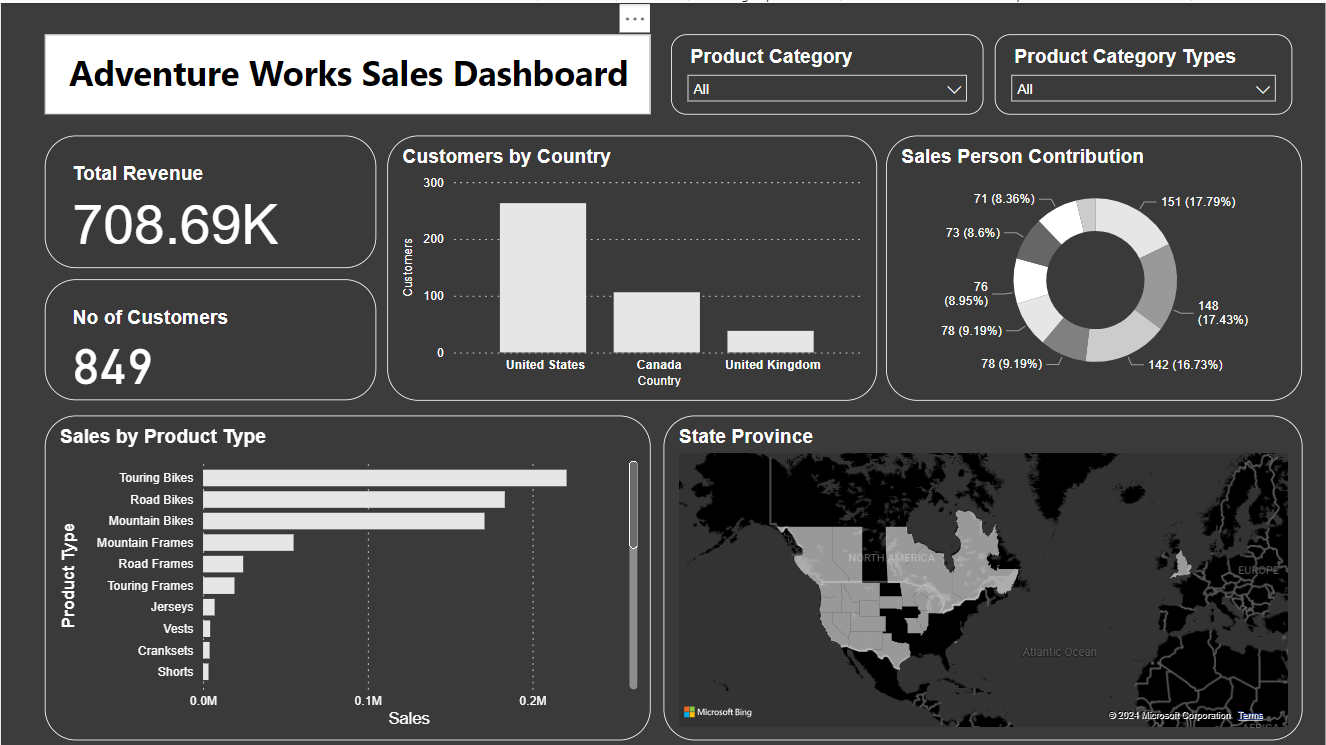 Adventure Works Sales Dashboard
Product Category
All
Product Category Types
All
Total Revenue
708.69K
No of Customers
849
Customers by Country
300
200
100
0
Customers
United States
Canada
United Kingdom
Country
Sales Person Contribution
151 (17.79%)
148
(17.43%)
142 (16.73%)
78 (9.19%)
78 (9.19%)
76
(8.95%)
73 (8.6%)
71 (8.36%)
Sales by Product Type
Product Type
Touring Bikes
Road Bikes
Mountain Bikes
Mountain Frames
Road Frames
Touring Frames
Jerseys
Vests
Cranksets
Shorts
0.0M
0.1M
0.2M
Sales
State Province
NORTH AMERICA
EUROPE
Atlantic Ocean
AFRICA
Microsoft Bing
© 2024 Microsoft Corporation
Terms